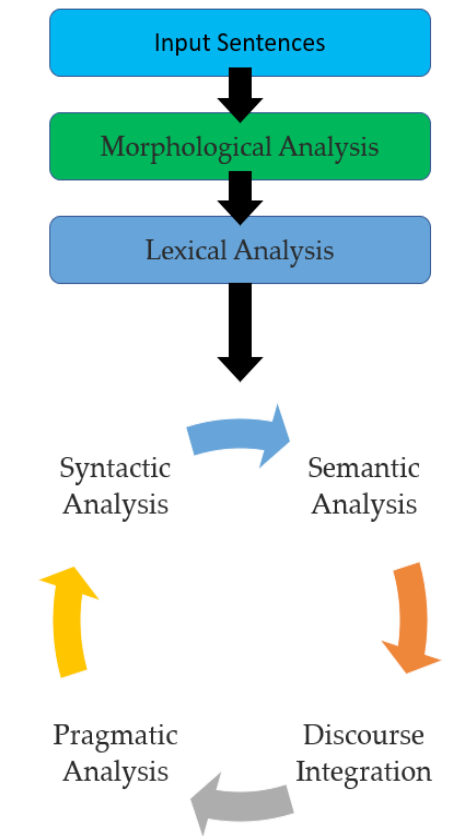 Input Sentences
Morphological Analysis
Lexical Analysis
Syntactic
Analysis
Semantic
Analysis
Pragmatic
Analysis
Discourse
Integration